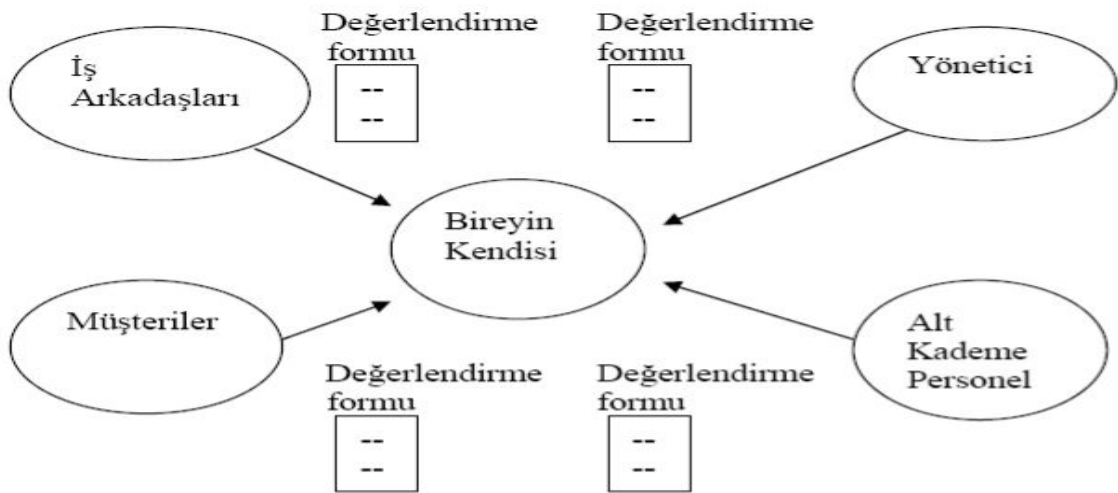 Değerlendirme
formu
--
--
Değerlendirme
formu
--
--
İş
Arkadaşları
Yönetici
Bireyin
Kendisi
Müşteriler
Alt
Kademe
Personel
Değerlendirme
formu
--
--
Değerlendirme
formu
--
--